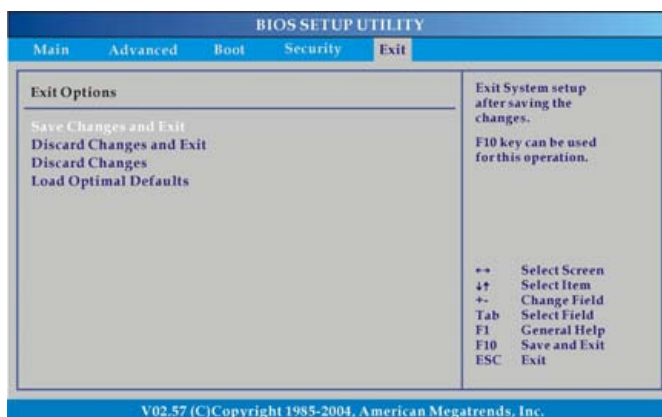 BIOS SETUP UTILITY
Main Advanced Boot Security Exit
Exit Options
Save Changes and Exit
Discard Changes and Exit
Discard Changes
Load Optimal Defaults
Exit System setup
after saving the
changes.
F10 key can be used
for this operation.
↔ Select Screen
↓↑ Select Item
+- Change Field
Tab Select Field
F1 General Help
F10 Save and Exit
ESC Exit
V02.57 (C)Copyright 1985-2004, American Megatrends, Inc.